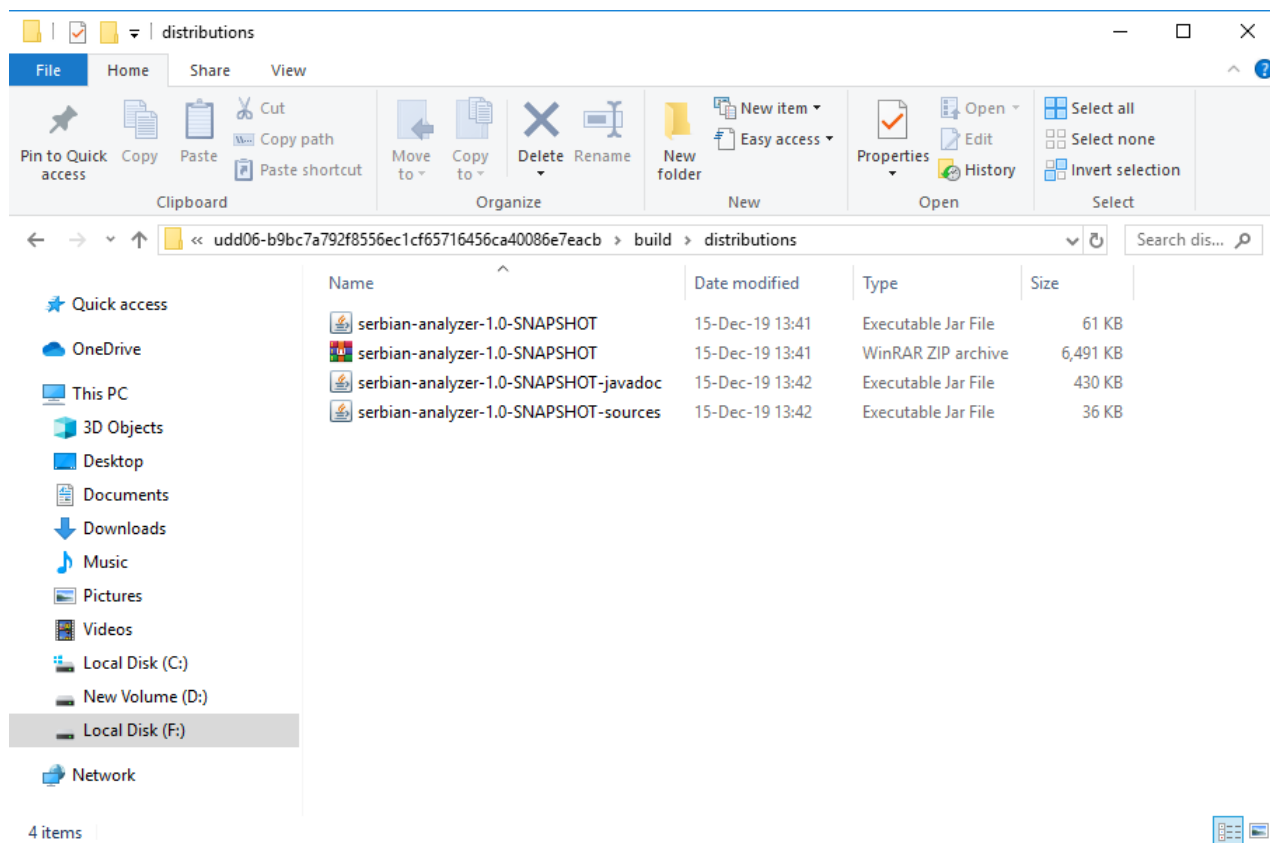 distributions
File Home Share View
Pin to Quick access Copy Paste Cut Copy path Paste shortcut Move to Copy to Delete Rename New folder New item Easy access Properties Open Edit History Select all Select none Invert selection
Clipboard Organize New Open Select
« udd06-b9bc7a792f8556ec1cf65716456ca40086e7eacb > build > distributions Search dis...
Name Date modified Type Size
serbian-analyzer-1.0-SNAPSHOT 15-Dec-19 13:41 Executable Jar File 61 KB
serbian-analyzer-1.0-SNAPSHOT 15-Dec-19 13:41 WinRAR ZIP archive 6,491 KB
serbian-analyzer-1.0-SNAPSHOT-javadoc 15-Dec-19 13:42 Executable Jar File 430 KB
serbian-analyzer-1.0-SNAPSHOT-sources 15-Dec-19 13:42 Executable Jar File 36 KB
Quick access
OneDrive
This PC
3D Objects
Desktop
Documents
Downloads
Music
Pictures
Videos
Local Disk (C:)
New Volume (D:)
Local Disk (F:)
Network
4 items